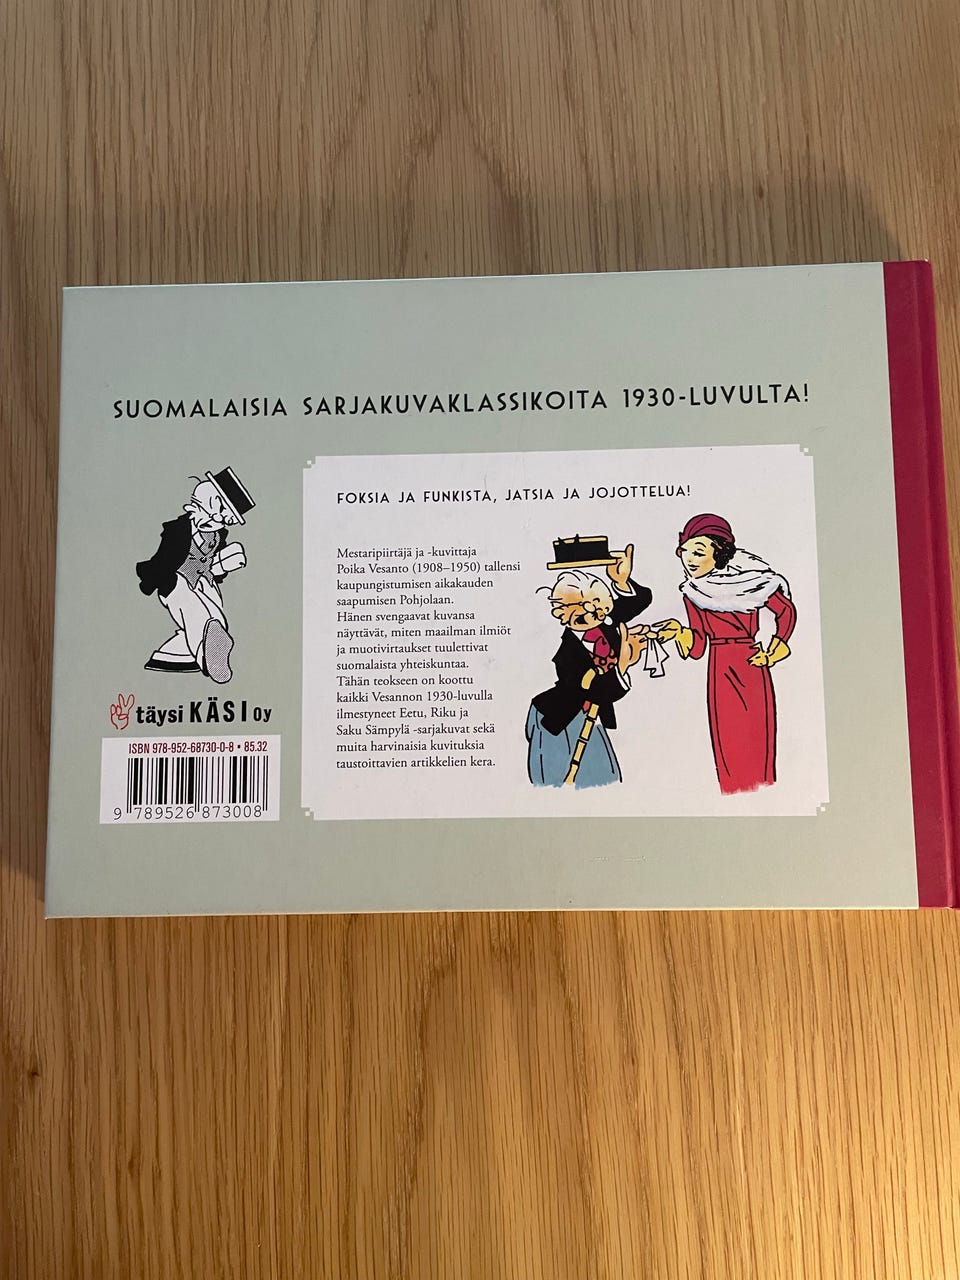 SUOMALAISIA SARJAKUVAKLASSIKOITA 1930-LUVULTA!
FOKSIA JA FUNKISTA, JATSIA JA JOJOTTELUA!
Mestaripiirtäjä ja -kuvittaja
Poika Vesanto (1908–1950) tallensi
kaupungistumisen aikakauden
saapumisen Pohjolaan.
Hänen svengaavat kuvansa
näyttävät, miten maailman ilmiöt
ja muotivirtaukset tuulettivat
suomalaista yhteiskuntaa.
Tähän teokseen on koottu
kaikki Vesannon 1930-luvulla
ilmestyneet Eetu, Riku ja
Saku Sämpylä -sarjakuvat sekä
muita harvinaisia kuvituksia
taustoittavien artikkelien kera.
täysi KÄSI Oy
ISBN 978-952-68730-0-8 • 85.32
9 789526 873008